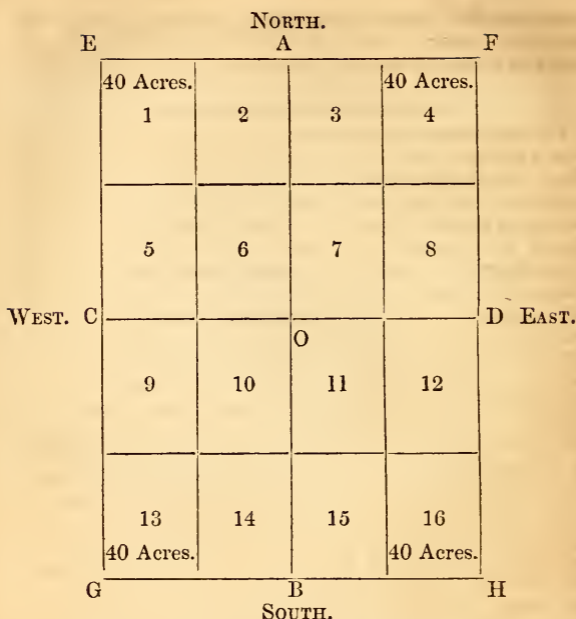 NORTH.
E A F
40 Acres. 40 Acres.
1 2 3 4
5 6 7 8
WEST. C D EAST.
O
9 10 11 12
13 14 15 16
40 Acres. 40 Acres.
G B H
SOUTH.